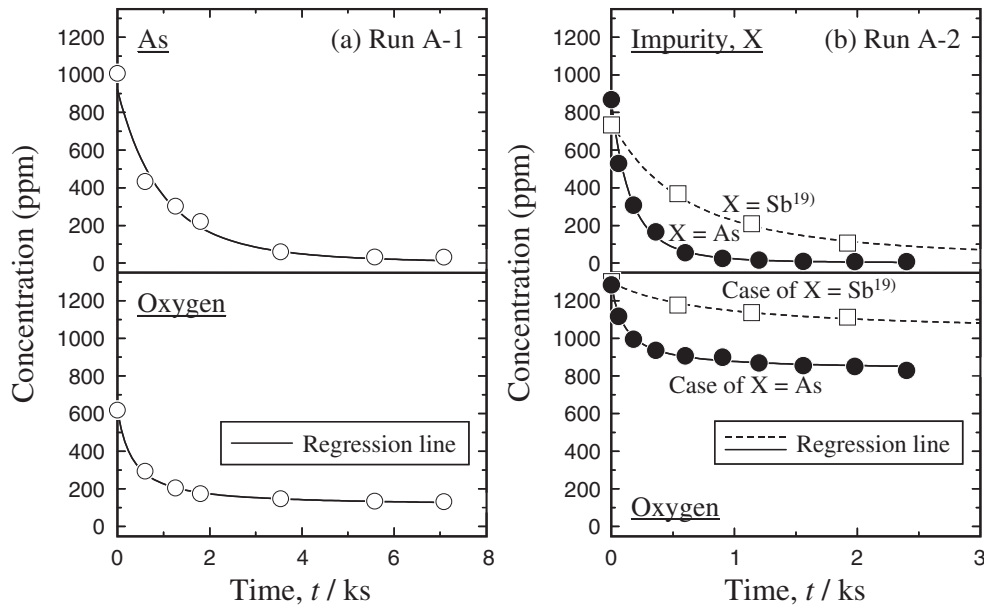 As
(a) Run A-1
Concentration (ppm)
1200
1000
800
600
400
200
0
Oxygen
1200
1000
800
600
400
200
0
Regression line
0 2 4 6 8
Time, t / ks
Impurity, X
(b) Run A-2
Concentration (ppm)
1200
1000
800
600
400
200
0
X = Sb¹⁹⁾
X = As
Case of X = Sb¹⁹⁾
1200
1000
800
600
400
200
0
Case of X = As
Regression line
Oxygen
0 1 2 3
Time, t / ks